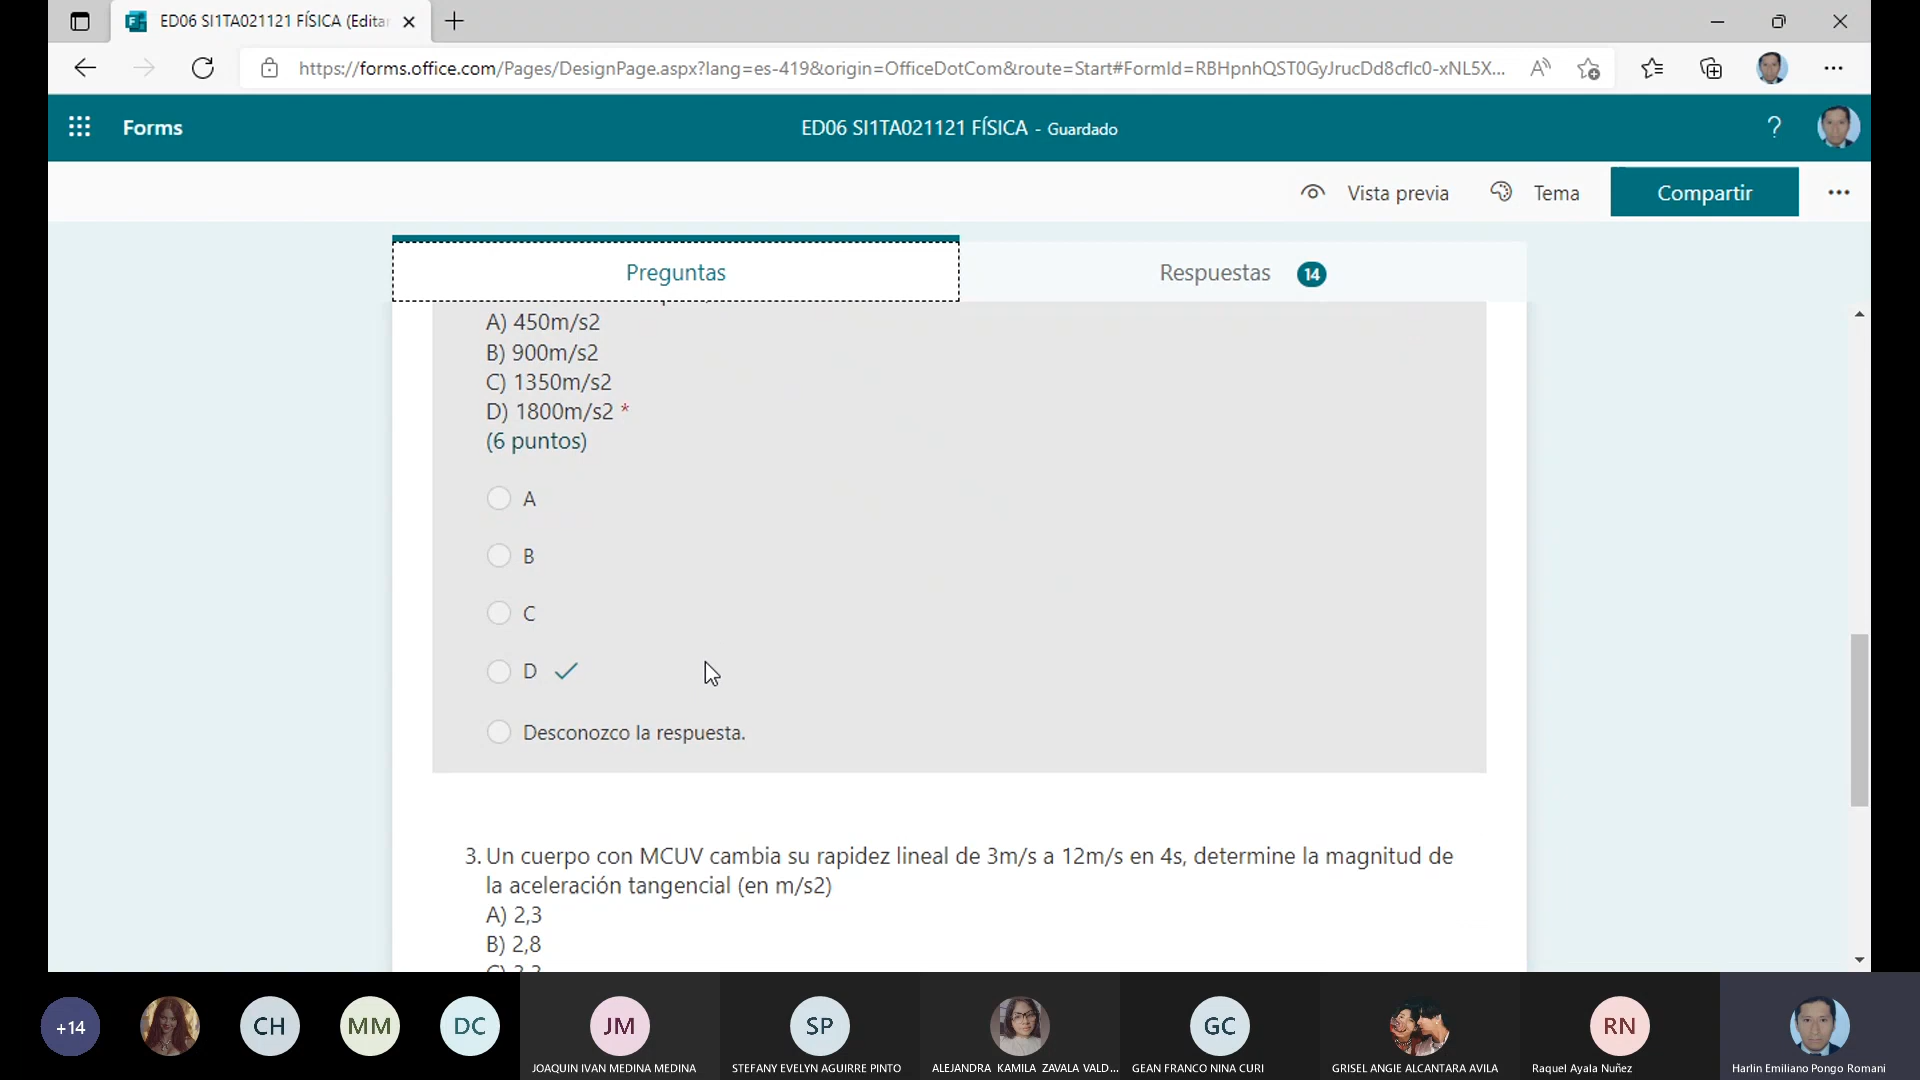 ED06 SI1TA021121 FÍSICA (Edita
https://forms.office.com/Pages/DesignPage.aspx?lang=es-419&origin=OfficeDotCom&route=Start#FormId=RBHpnhQST0GyJrucDd8cflc0-xNL5X...
Forms
ED06 SI1TA021121 FÍSICA - Guardado
?
Vista previa
Tema
Compartir
Preguntas
Respuestas 14
A) 450m/s2
B) 900m/s2
C) 1350m/s2
D) 1800m/s2 *
(6 puntos)
A
B
C
D
Desconozco la respuesta.
3. Un cuerpo con MCUV cambia su rapidez lineal de 3m/s a 12m/s en 4s, determine la magnitud de
la aceleración tangencial (en m/s2)
A) 2,3
B) 2,8
+14
CH
MM
DC
JM
SP
GC
RN
JOAQUIN IVAN MEDINA MEDINA
STEFANY EVELYN AGUIRRE PINTO
ALEJANDRA KAMILA ZAVALA VALD...
GEAN FRANCO NINA CURI
GRISEL ANGIE ALCANTARA AVILA
Raquel Ayala Nuñez
Harlin Emiliano Pongo Romani